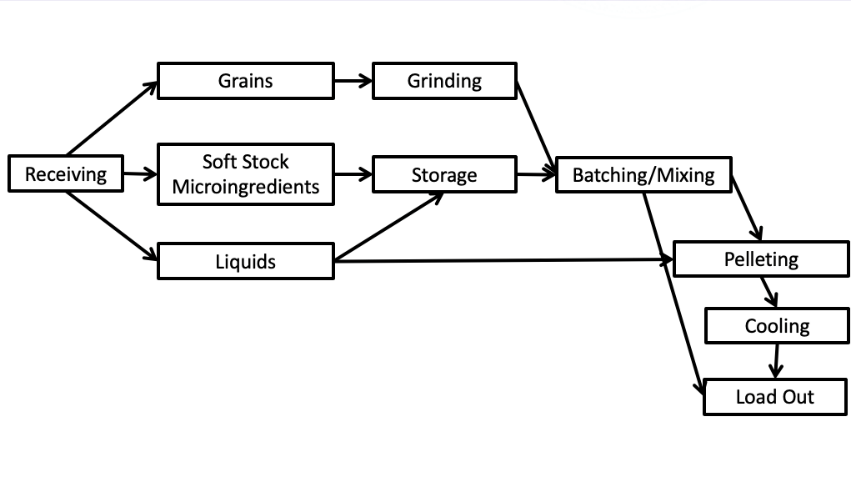 Grains
Grinding
Receiving
Soft Stock
Microingredients
Storage
Batching/Mixing
Liquids
Pelleting
Cooling
Load Out